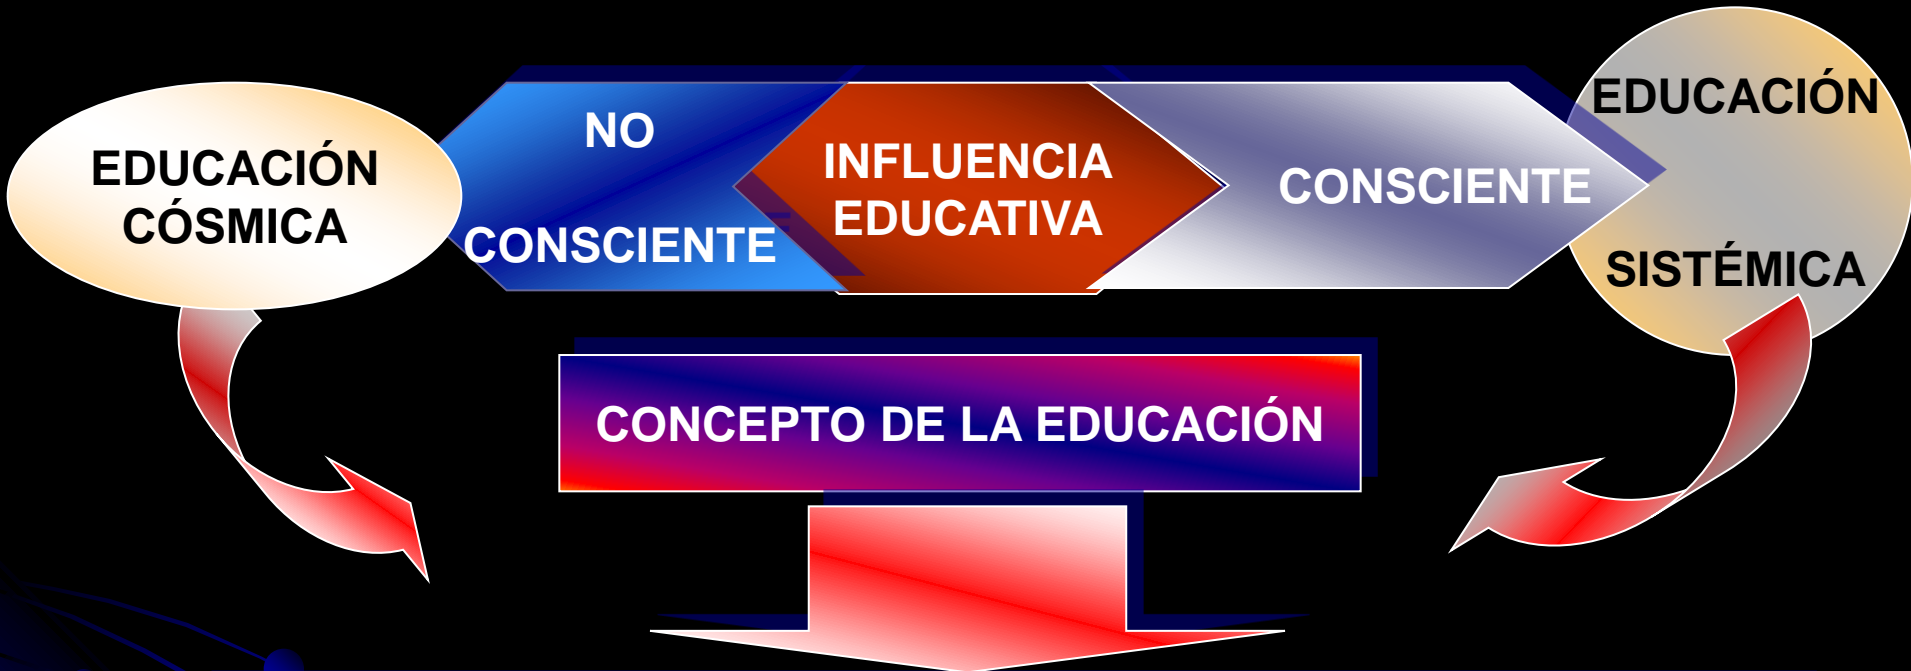 EDUCACIÓN
CÓSMICA
NO
CONSCIENTE
INFLUENCIA
EDUCATIVA
CONSCIENTE
EDUCACIÓN
SISTÉMICA
CONCEPTO DE LA EDUCACIÓN